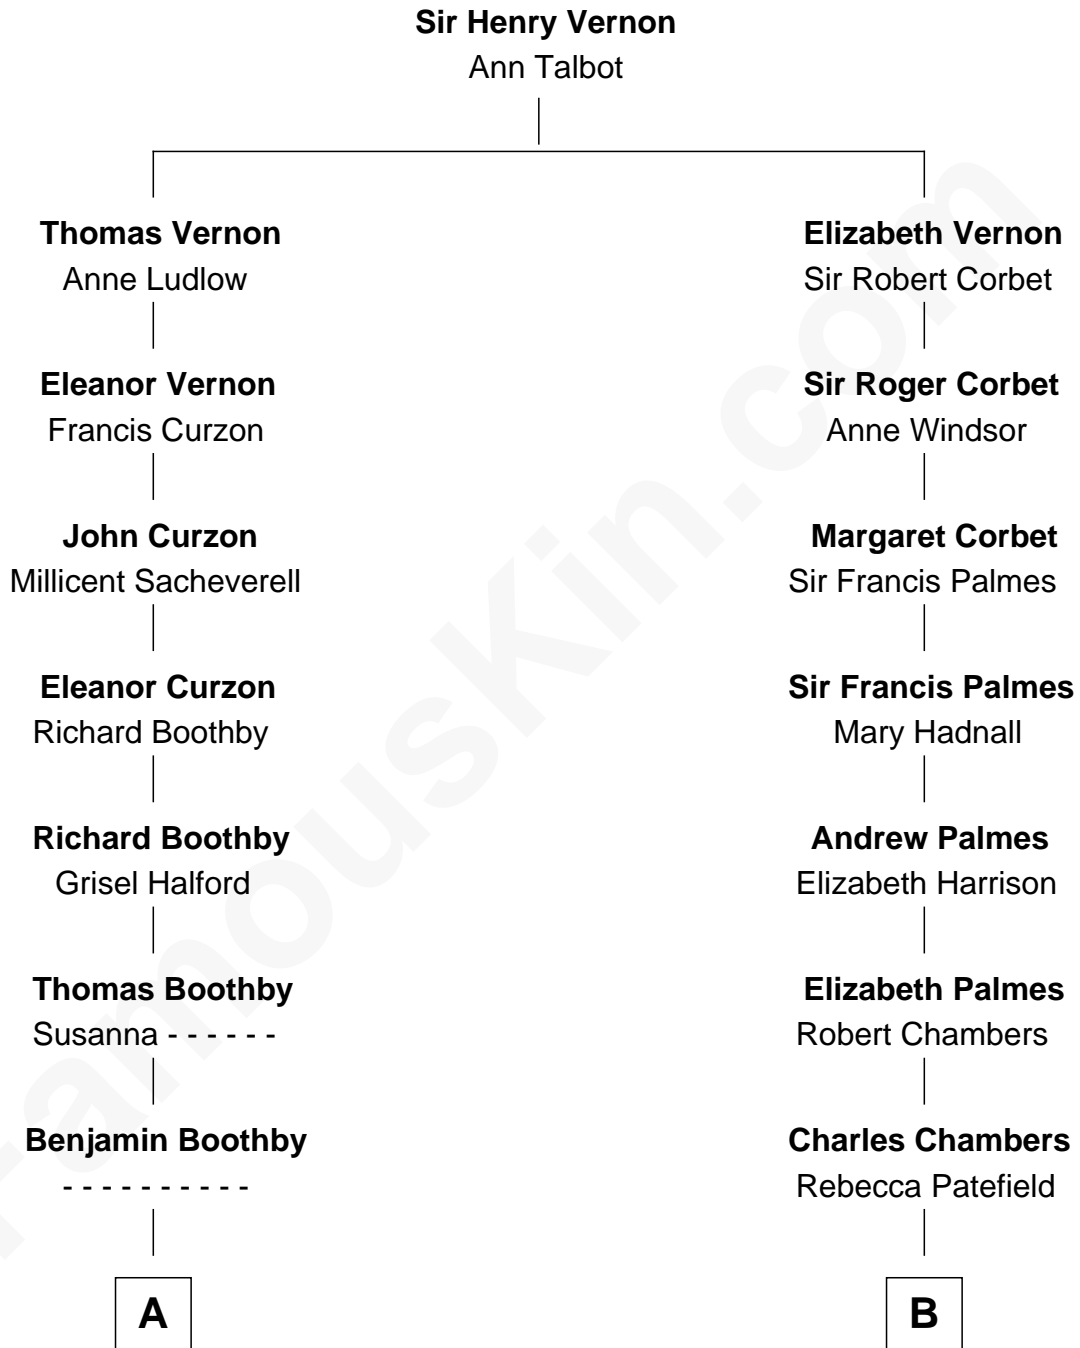 Sir Henry Vernon
Ann Talbot
Thomas Vernon
Anne Ludlow
Elizabeth Vernon
Sir Robert Corbet
Eleanor Vernon
Francis Curzon
Sir Roger Corbet
Anne Windsor
John Curzon
Millicent Sacheverell
Margaret Corbet
Sir Francis Palmes
Eleanor Curzon
Richard Boothby
Sir Francis Palmes
Mary Hadnall
Richard Boothby
Grisel Halford
Andrew Palmes
Elizabeth Harrison
Thomas Boothby
Susanna - - - - - -
Elizabeth Palmes
Robert Chambers
Benjamin Boothby
- - - - - - - - - -
Charles Chambers
Rebecca Patefield
A
B
FamousKin.com